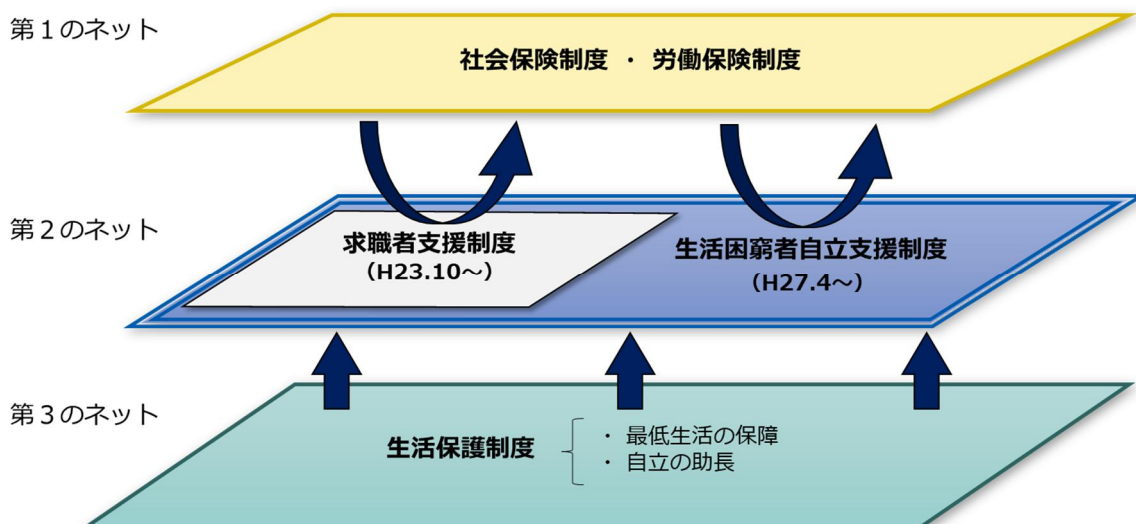 第１のネット
社会保険制度 ・ 労働保険制度
第２のネット
求職者支援制度
（H23.10～）
生活困窮者自立支援制度
（H27.4～）
第３のネット
生活保護制度
・ 最低生活の保障
・ 自立の助長